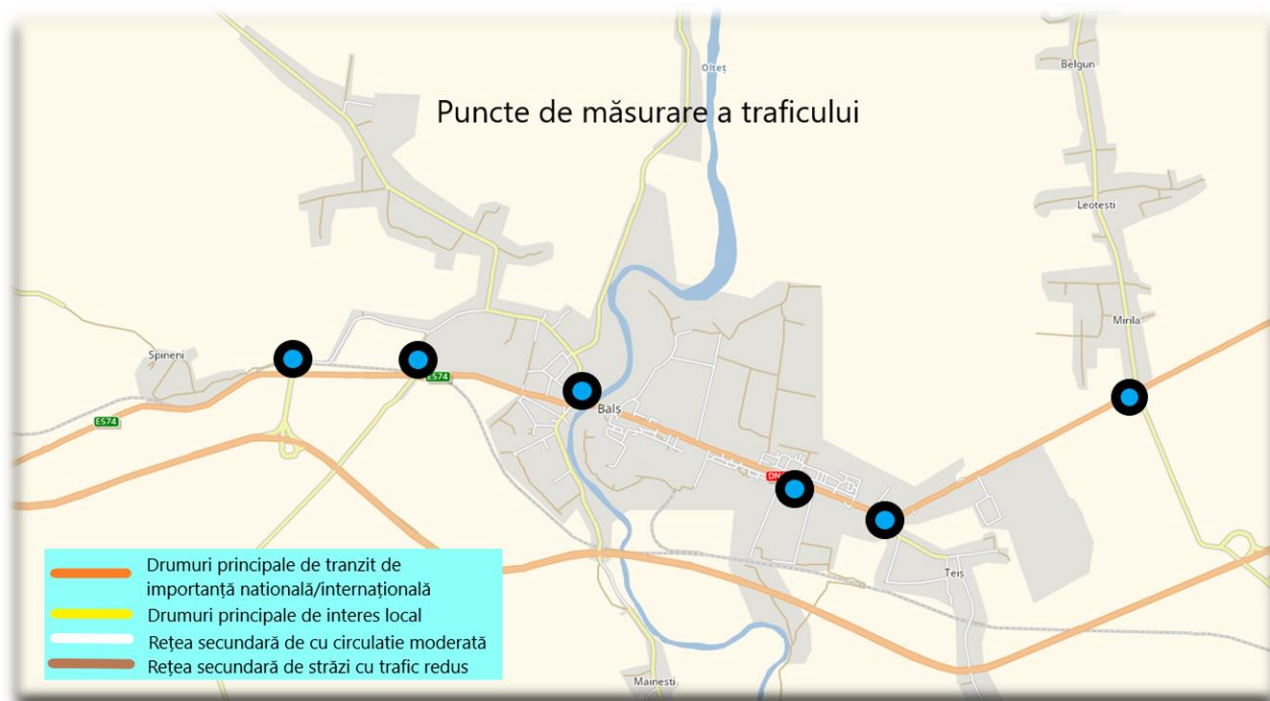 Olteț
Belgun
Puncte de măsurare a traficului
Leotești
Mirila
Spineni
E574
E574
Balș
DN
Teiș
Drumuri principale de tranzit de
importanță natională/internațională
Drumuri principale de interes local
Rețea secundară de cu circulatie moderată
Rețea secundară de străzi cu trafic redus
Mainești